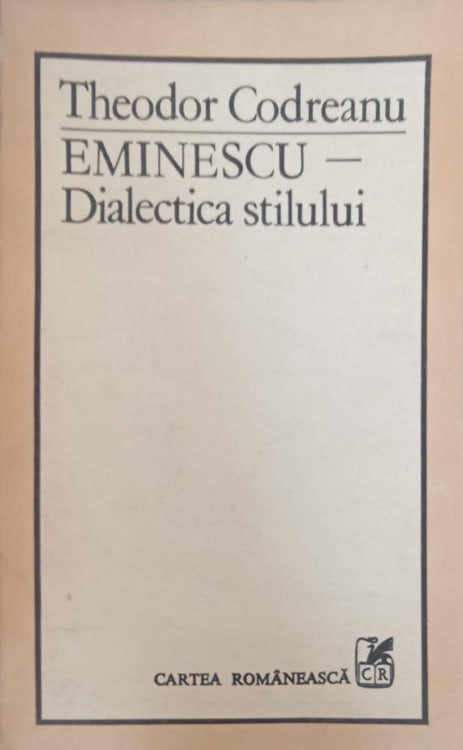 Theodor Codreanu
EMINESCU —
Dialectica stilului
CARTEA ROMÂNEASCĂ
CR